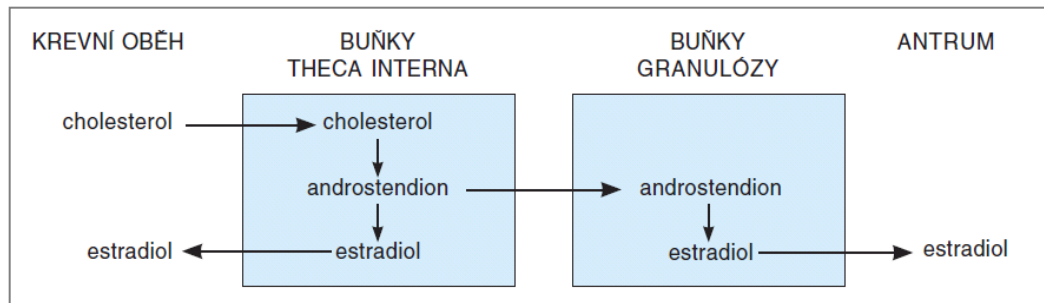 KREVNÍ OBĚH
BUŇKY
THECA INTERNA
BUŇKY
GRANULÓZY
ANTRUM
cholesterol
cholesterol
androstendion
androstendion
estradiol
estradiol
estradiol
estradiol